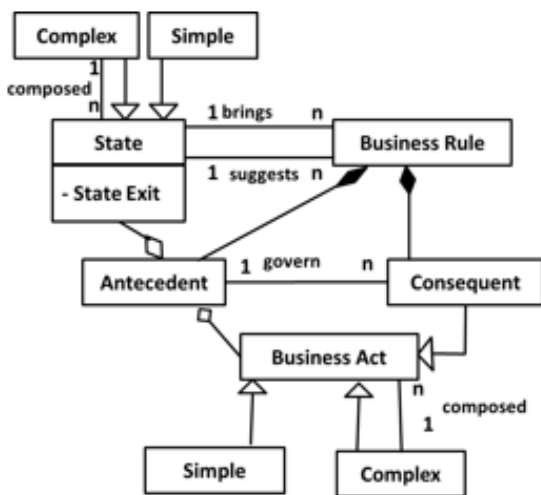 Complex
Simple
1
composed
n
State
1 brings n
Business Rule
- State Exit
1 suggests n
Antecedent
1 govern n
Consequent
Business Act
n
composed
1
Simple
Complex